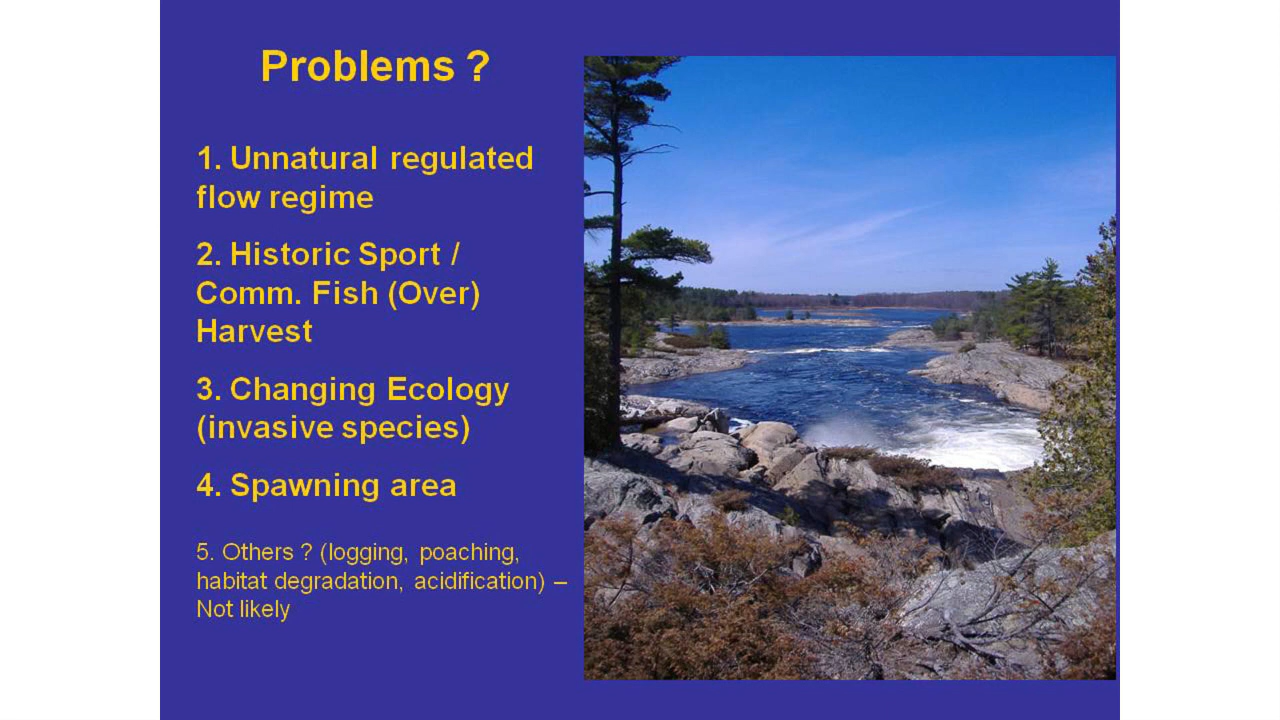 Problems ?
1. Unnatural regulated
flow regime
2. Historic Sport /
Comm. Fish (Over)
Harvest
3. Changing Ecology
(invasive species)
4. Spawning area
5. Others ? (logging, poaching,
habitat degradation, acidification) –
Not likely